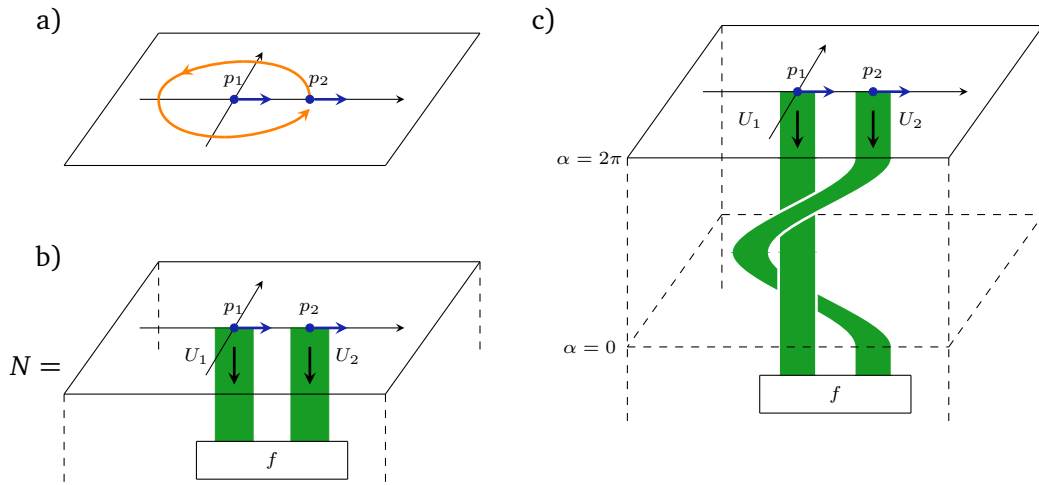 a)
p₁ p₂
b)
p₁ p₂
U₁ U₂
N =
f
c)
p₁ p₂
U₁ U₂
α = 2π
α = 0
f